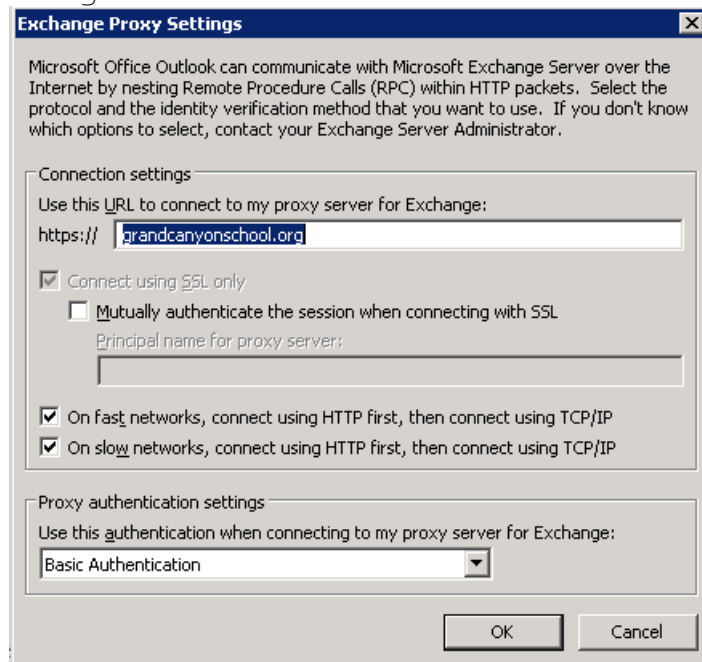 Exchange Proxy Settings
Microsoft Office Outlook can communicate with Microsoft Exchange Server over the
Internet by nesting Remote Procedure Calls (RPC) within HTTP packets. Select the
protocol and the identity verification method that you want to use. If you don't know
which options to select, contact your Exchange Server Administrator.
Connection settings
Use this URL to connect to my proxy server for Exchange:
https:// grandcanyonschool.org
Connect using SSL only
Mutually authenticate the session when connecting with SSL
Principal name for proxy server:
On fast networks, connect using HTTP first, then connect using TCP/IP
On slow networks, connect using HTTP first, then connect using TCP/IP
Proxy authentication settings
Use this authentication when connecting to my proxy server for Exchange:
Basic Authentication
OK Cancel